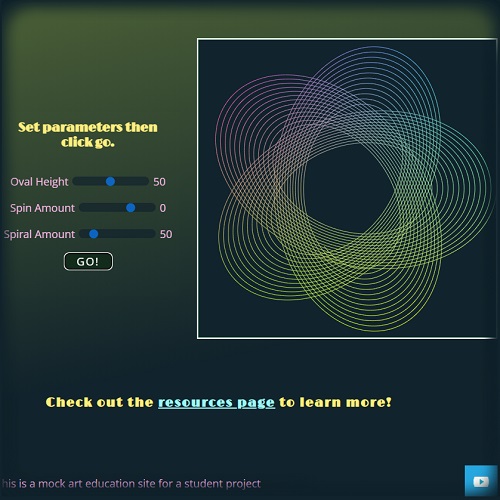 Set parameters then
click go.
Oval Height 50
Spin Amount 0
Spiral Amount 50
GO!
Check out the resources page to learn more!
his is a mock art education site for a student project